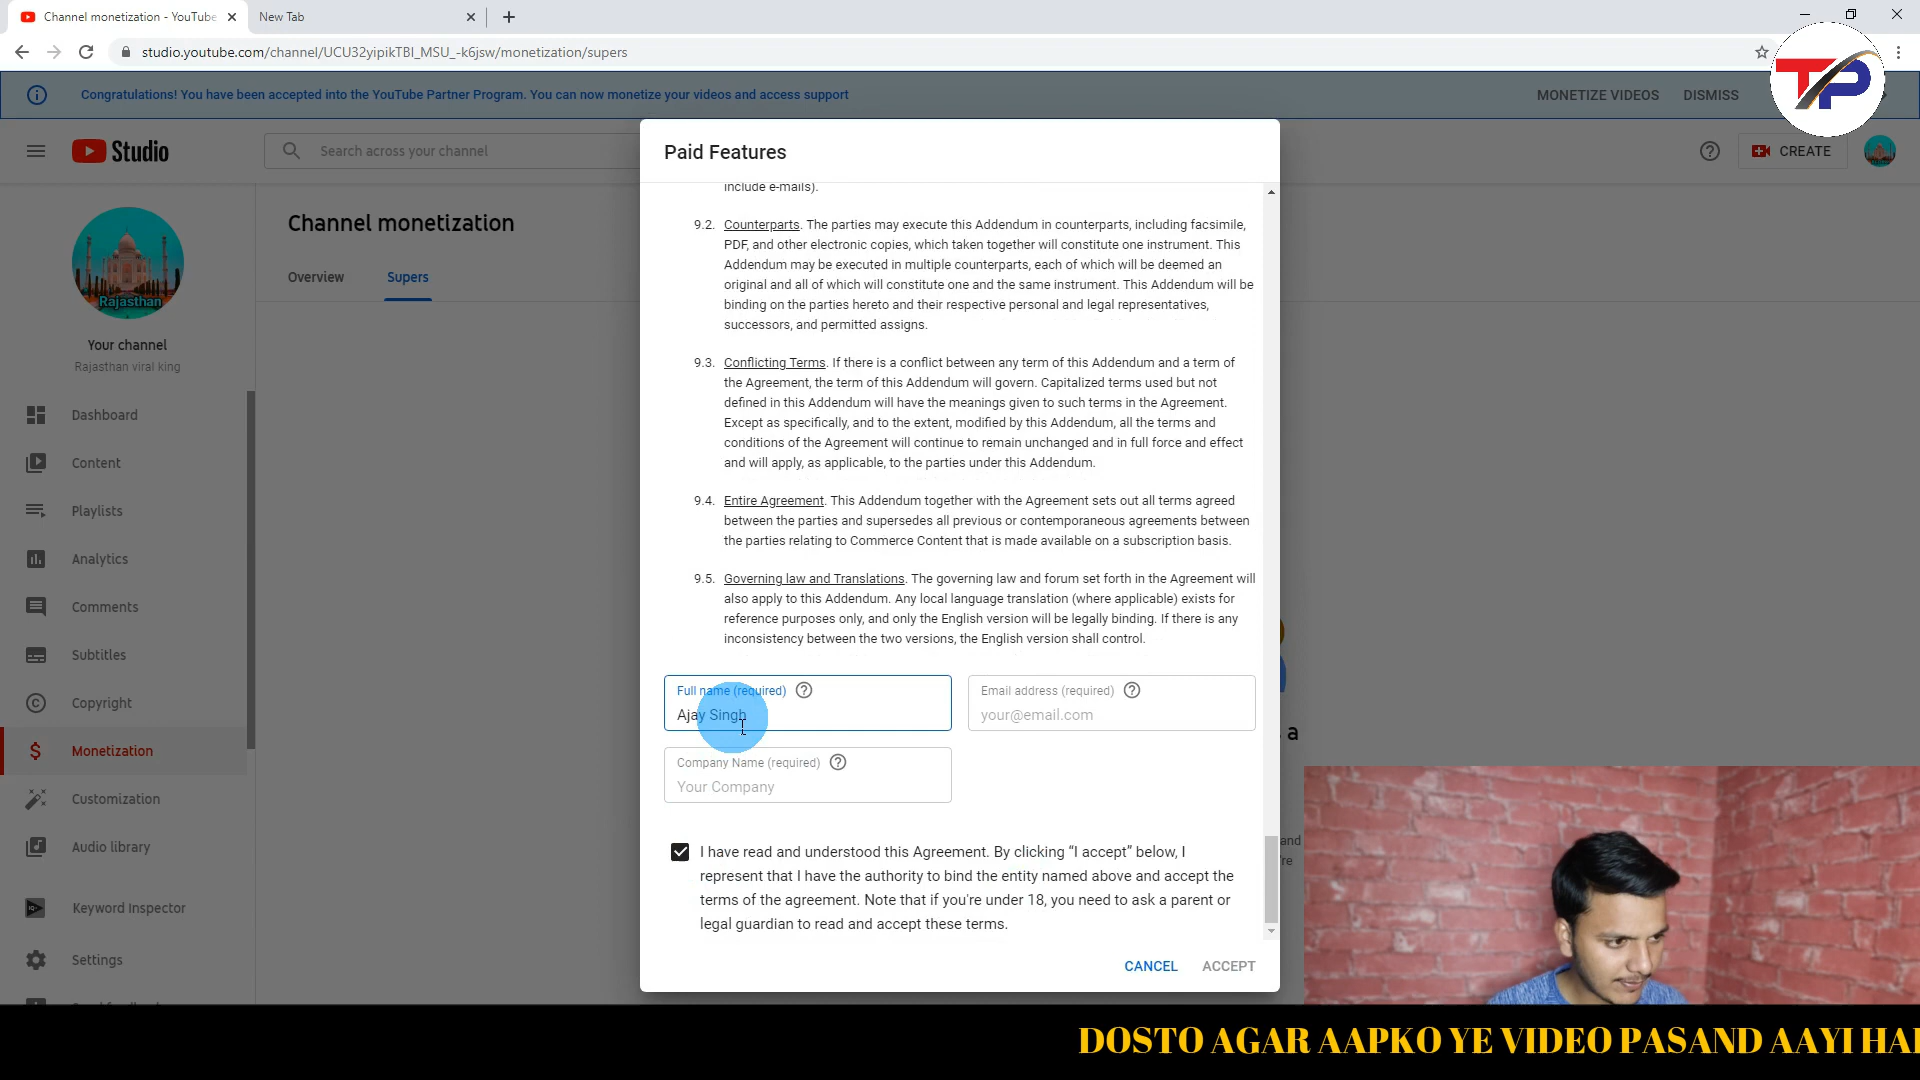 Channel monetization - YouTube
New Tab
studio.youtube.com/channel/UCU32yipikTBI_MSU_-k6jsw/monetization/supers
TP
Congratulations! You have been accepted into the YouTube Partner Program. You can now monetize your videos and access support
MONETIZE VIDEOS
DISMISS
Studio
Search across your channel
CREATE
Rajasthan
Your channel
Rajasthan viral king
Dashboard
Content
Playlists
Analytics
Comments
Subtitles
Copyright
Monetization
Customization
Audio library
Keyword Inspector
Settings
Channel monetization
Overview
Supers
Paid Features
include e-mails).
9.2. Counterparts. The parties may execute this Addendum in counterparts, including facsimile,
PDF, and other electronic copies, which taken together will constitute one instrument. This
Addendum may be executed in multiple counterparts, each of which will be deemed an
original and all of which will constitute one and the same instrument. This Addendum will be
binding on the parties hereto and their respective personal and legal representatives,
successors, and permitted assigns.
9.3. Conflicting Terms. If there is a conflict between any term of this Addendum and a term of
the Agreement, the term of this Addendum will govern. Capitalized terms used but not
defined in this Addendum will have the meanings given to such terms in the Agreement.
Except as specifically, and to the extent, modified by this Addendum, all the terms and
conditions of the Agreement will continue to remain unchanged and in full force and effect
and will apply, as applicable, to the parties under this Addendum.
9.4. Entire Agreement. This Addendum together with the Agreement sets out all terms agreed
between the parties and supersedes all previous or contemporaneous agreements between
the parties relating to Commerce Content that is made available on a subscription basis.
9.5. Governing law and Translations. The governing law and forum set forth in the Agreement will
also apply to this Addendum. Any local language translation (where applicable) exists for
reference purposes only, and only the English version will be legally binding. If there is any
inconsistency between the two versions, the English version shall control.
Full name (required)
Ajay Singh
Email address (required)
your@email.com
Company Name (required)
Your Company
I have read and understood this Agreement. By clicking “I accept” below, I
represent that I have the authority to bind the entity named above and accept the
terms of the agreement. Note that if you're under 18, you need to ask a parent or
legal guardian to read and accept these terms.
CANCEL
ACCEPT
a
and
're
DOSTO AGAR AAPKO YE VIDEO PASAND AAYI HAI